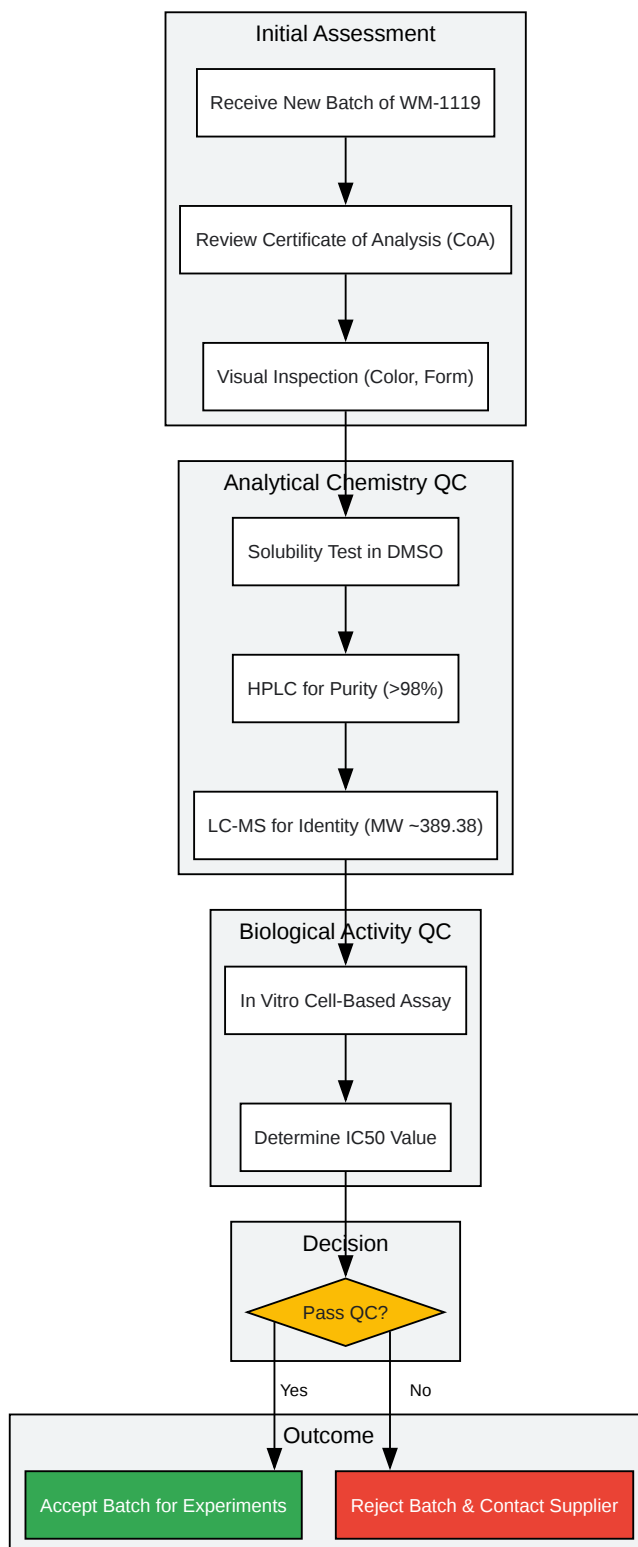 Initial Assessment
Receive New Batch of WM-1119
Review Certificate of Analysis (CoA)
Visual Inspection (Color, Form)
Analytical Chemistry QC
Solubility Test in DMSO
HPLC for Purity (>98%)
LC-MS for Identity (MW ~389.38)
Biological Activity QC
In Vitro Cell-Based Assay
Determine IC50 Value
Decision
Pass QC?
Yes
No
Outcome
Accept Batch for Experiments
Reject Batch & Contact Supplier